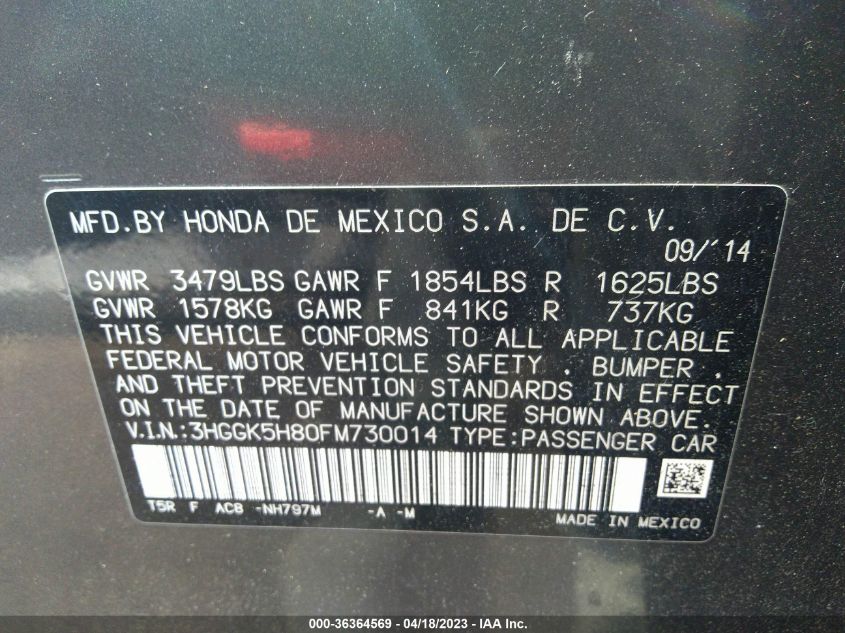 MFD.BY HONDA DE MEXICO S.A. DE C.V.
09/'14
GVWR 3479LBS GAWR F 1854LBS R 1625LBS
GVWR 1578KG GAWR F 841KG R 737KG
THIS VEHICLE CONFORMS TO ALL APPLICABLE
FEDERAL MOTOR VEHICLE SAFETY , BUMPER ,
AND THEFT PREVENTION STANDARDS IN EFFECT
ON THE DATE OF MANUFACTURE SHOWN ABOVE.
V.I.N.:3HGGK5H80FM730014 TYPE:PASSENGER CAR
T5R F ACB -NH797M -A -M
MADE IN MEXICO
000-36364569 / 04/18/2023 - IAA Inc.